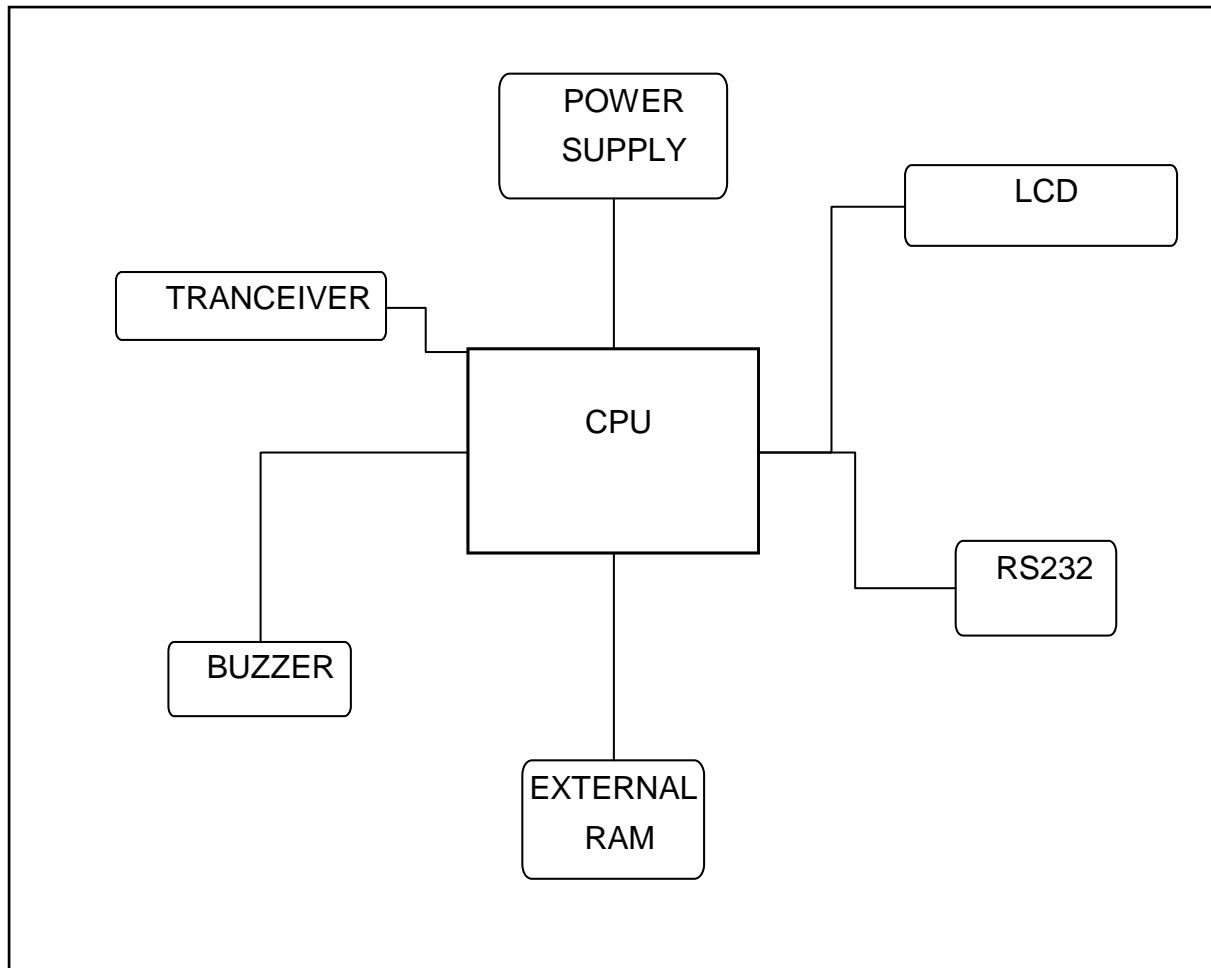 POWER
SUPPLY
LCD
TRANCEIVER
CPU
RS232
BUZZER
EXTERNAL
RAM